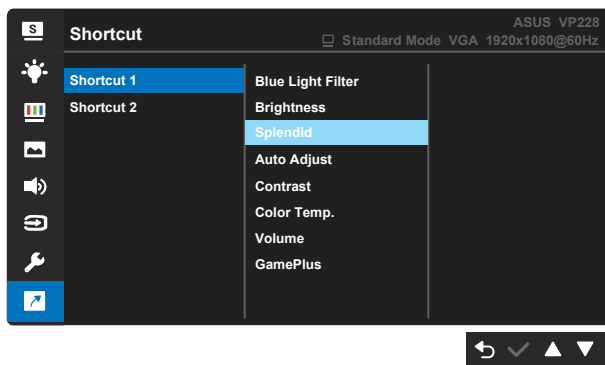 S
Shortcut
ASUS VP228
Standard Mode VGA 1920x1080@60Hz
Shortcut 1
Shortcut 2
Blue Light Filter
Brightness
Splendid
Auto Adjust
Contrast
Color Temp.
Volume
GamePlus